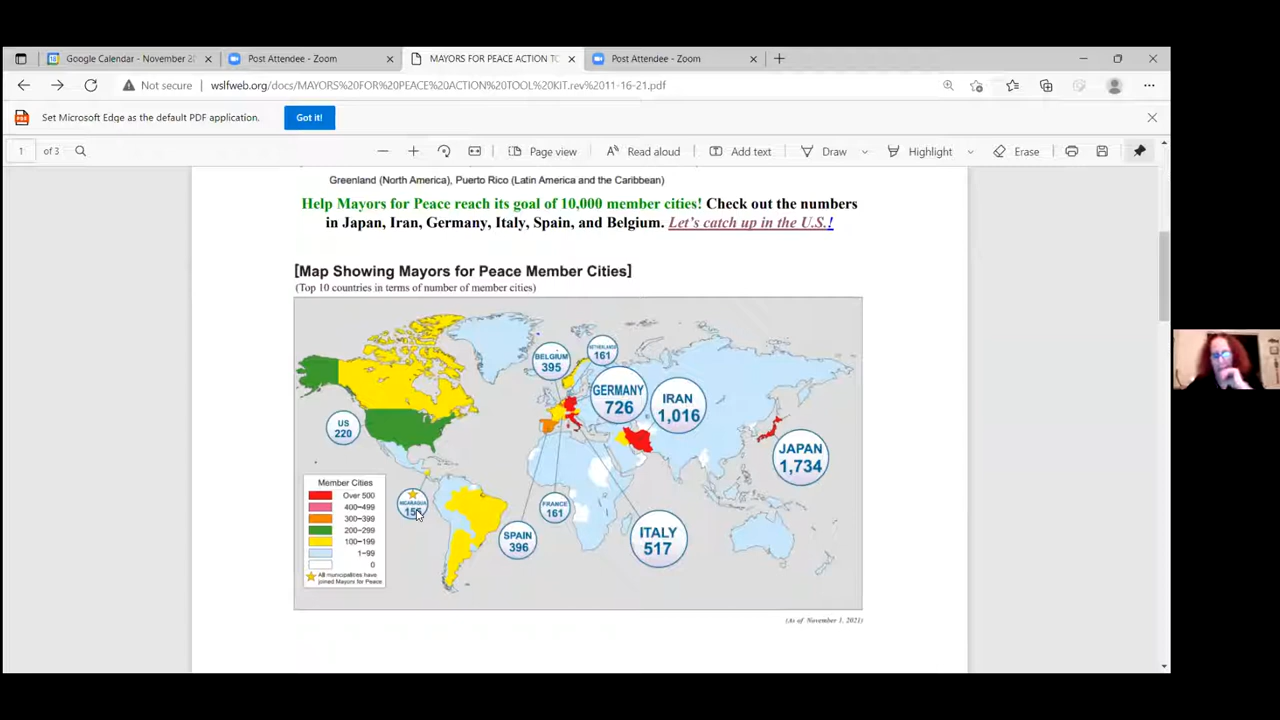 Google Calendar - November 2
Post Attendee - Zoom
MAYORS FOR PEACE ACTION TO
Post Attendee - Zoom
Not secure
wslfweb.org/docs/MAYORS%20FOR%20PEACE%20ACTION%20TOOL%20KIT.rev%2011-16-21.pdf
Set Microsoft Edge as the default PDF application.
Got it!
1 of 3
Page view
Read aloud
Add text
Draw
Highlight
Erase
Greenland (North America), Puerto Rico (Latin America and the Caribbean)
Help Mayors for Peace reach its goal of 10,000 member cities! Check out the numbers
in Japan, Iran, Germany, Italy, Spain, and Belgium. Let's catch up in the U.S.!
[Map Showing Mayors for Peace Member Cities]
(Top 10 countries in terms of number of member cities)
NETHERLANDS
161
BELGIUM
395
GERMANY
726
IRAN
1,016
US
220
JAPAN
1,734
NICARAGUA
FRANCE
161
SPAIN
396
ITALY
517
Member Cities
Over 500
400-499
300-399
200-299
100-199
1-99
0
All municipalities have
joined Mayors for Peace
(As of November 1, 2021)